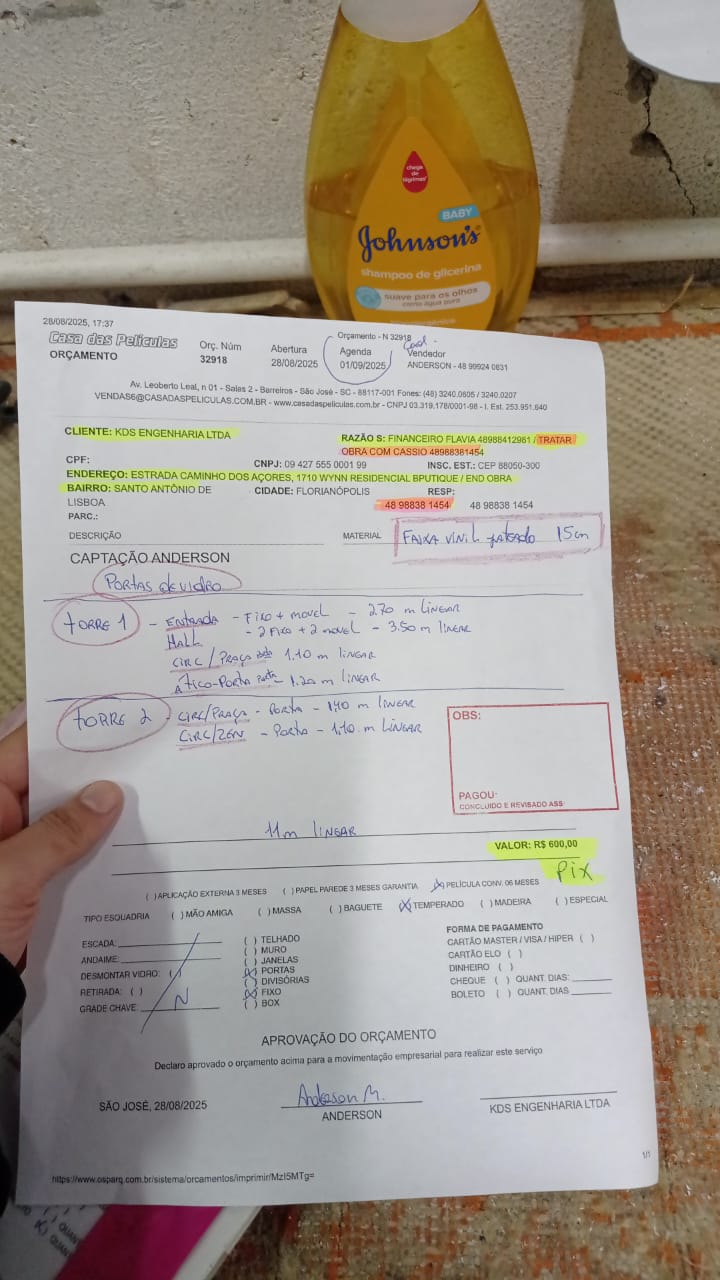 chega de lágrimas
BABY
Johnson's
shampoo de glicerina
suave para os olhos
como água pura
28/08/2025, 17:37
Orçamento - N 32918
Casa das Películas
ORÇAMENTO
Orç. Núm
32918
Abertura
28/08/2025
Agenda
01/09/2025
Vendedor
ANDERSON - 48 99924 0631
Av. Leoberto Leal, n 01 - Salas 2 - Barreiros - São José - SC - 88117-001 Fones: (48) 3240.0605 / 3240.0207
VENDAS6@CASADASPELICULAS.COM.BR - www.casadaspeliculas.com.br - CNPJ 03.319.178/0001-98 - I. Est. 253.951.640
CLIENTE: KDS ENGENHARIA LTDA
RAZÃO S: FINANCEIRO FLAVIA 48988412961 / TRATAR
OBRA COM CASSIO 48988381454
CPF:
CNPJ: 09 427 555 0001 99
INSC. EST.: CEP 88050-300
ENDEREÇO: ESTRADA CAMINHO DOS AÇORES, 1710 WYNN RESIDENCIAL BPUTIQUE / END OBRA
BAIRRO: SANTO ANTÔNIO DE
LISBOA
CIDADE: FLORIANÓPOLIS
RESP:
48 98838 1454
48 98838 1454
PARC.:
DESCRIÇÃO
MATERIAL
FAIXA VINIL jateado 15cm
CAPTAÇÃO ANDERSON
PORTAS de VIDRO
TORRE 1 - ENTRADA - Fixo + movel - 2.70 m LINEAR
HALL - 2 Fixo + 2 movel - 3.50 m LINEAR
CIRC / PRAÇA 1.10 m LINEAR
ÁTICO - PORTA 1.20 m LINEAR
TORRE 2 - CIRC/PRAÇA - PORTA - 1.40 m LINEAR
CIRC/ZEN - PORTA - 1.10 m LINEAR
OBS:
PAGOU:
CONCLUIDO E REVISADO ASS
11m LINEAR
VALOR: R$ 600,00
Pix
( ) APLICAÇÃO EXTERNA 3 MESES ( ) PAPEL PAREDE 3 MESES GARANTIA (X) PELÍCULA CONV. 06 MESES
TIPO ESQUADRIA ( ) MÃO AMIGA ( ) MASSA ( ) BAGUETE (X) TEMPERADO ( ) MADEIRA ( ) ESPECIAL
ESCADA:
ANDAIME:
DESMONTAR VIDRO: ( )
RETIRADA: ( )
GRADE CHAVE:
N
( ) TELHADO
( ) MURO
( ) JANELAS
(X) PORTAS
( ) DIVISÓRIAS
(X) FIXO
( ) BOX
FORMA DE PAGAMENTO
CARTÃO MASTER / VISA / HIPER ( )
CARTÃO ELO ( )
DINHEIRO ( )
CHEQUE ( ) QUANT. DIAS:
BOLETO ( ) QUANT. DIAS
APROVAÇÃO DO ORÇAMENTO
Declaro aprovado o orçamento acima para a movimentação empresarial para realizar este serviço
SÃO JOSÉ, 28/08/2025
Anderson M.
ANDERSON
KDS ENGENHARIA LTDA
1/1
https://www.osparq.com.br/sistema/orcamentos/imprimir/MzI5MTg=